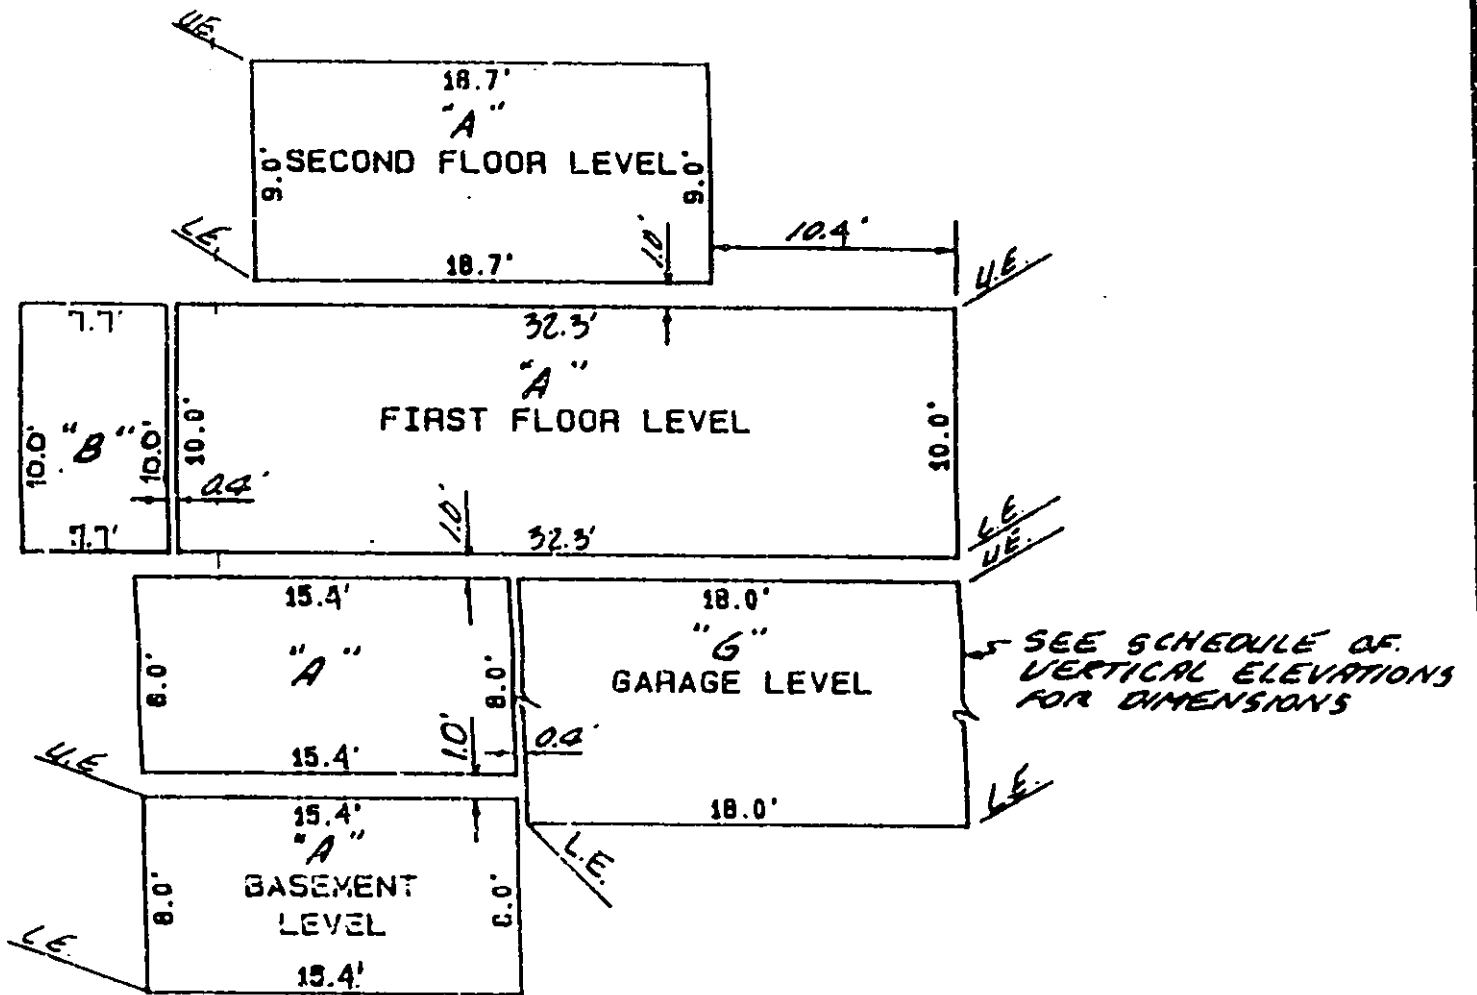 U.E.
18.7'
"A"
SECOND FLOOR LEVEL
9.0'
9.0'
L.E.
18.7'
1.0'
10.4'
U.E.
7.7'
32.3'
"A"
FIRST FLOOR LEVEL
10.0'
"B"
10.0'
10.0'
10.0'
0.4'
7.7'
1.0'
32.3'
L.E.
U.E.
15.4'
18.0'
"A"
"G"
GARAGE LEVEL
8.0'
8.0'
SEE SCHEDULE OF
VERTICAL ELEVATIONS
FOR DIMENSIONS
15.4'
1.0'
0.4'
18.0'
U.E.
L.E.
15.4'
"A"
L.E.
BASEMENT
LEVEL
8.0'
L.E.
15.4'